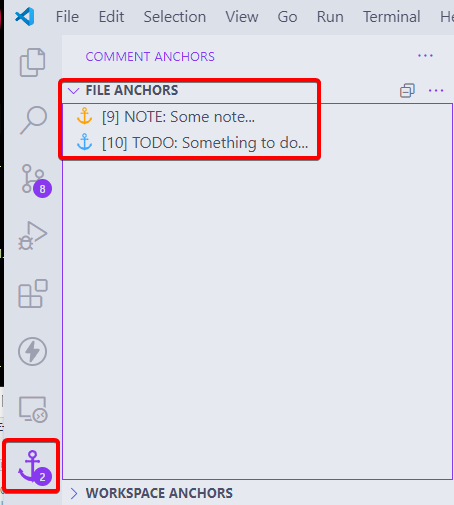 File Edit Selection View Go Run Terminal
COMMENT ANCHORS
FILE ANCHORS
[9] NOTE: Some note...
[10] TODO: Something to do...
8
2
WORKSPACE ANCHORS